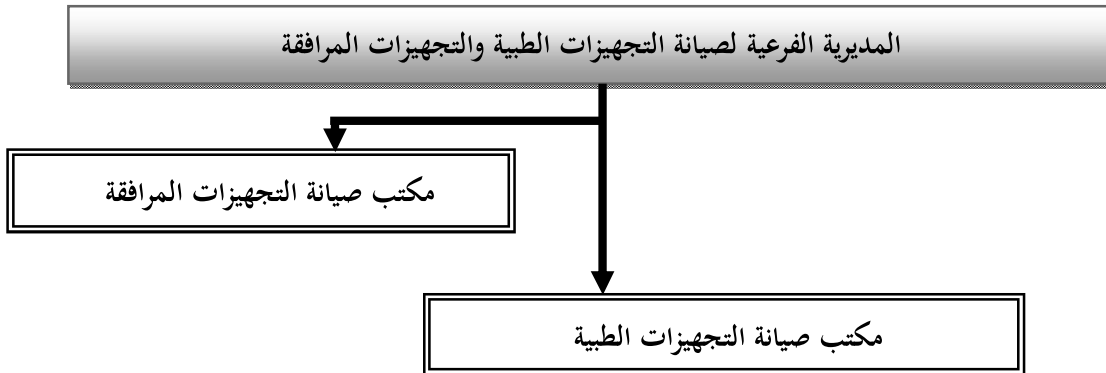 المديرية الفرعية لصيانة التجهيزات الطبية والتجهيزات المرافقة
مكتب صيانة التجهيزات المرافقة
مكتب صيانة التجهيزات الطبية